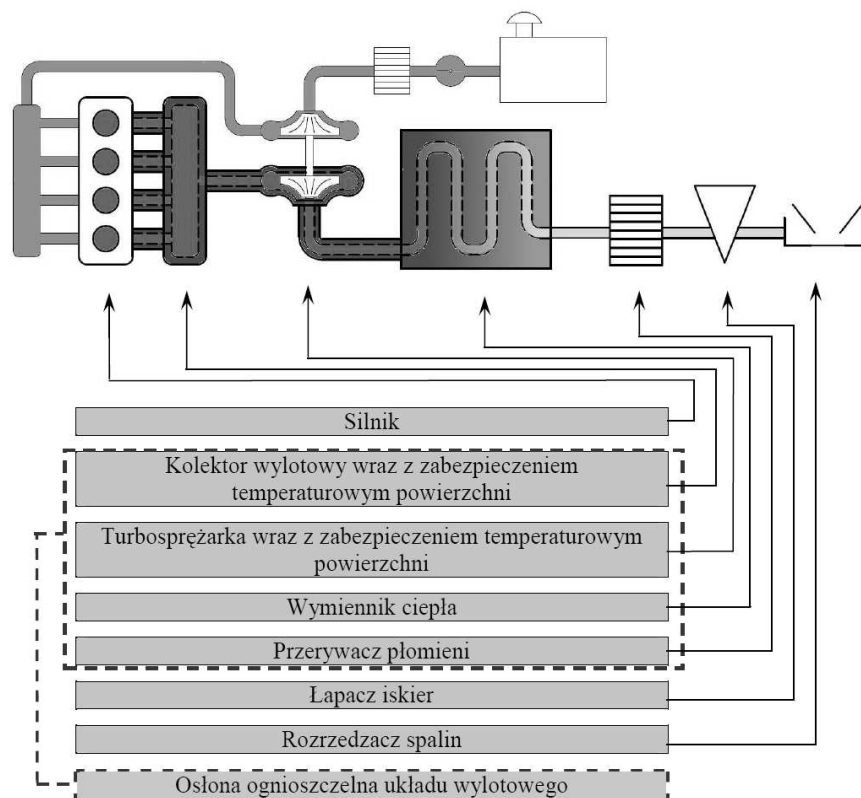 Silnik
Kolektor wylotowy wraz z zabezpieczeniem
temperaturowym powierzchni
Turbosprężarka wraz z zabezpieczeniem temperaturowym
powierzchni
Wymiennik ciepła
Przerywacz płomieni
Łapacz iskier
Rozrzedzacz spalin
Osłona ognioszczelna układu wylotowego